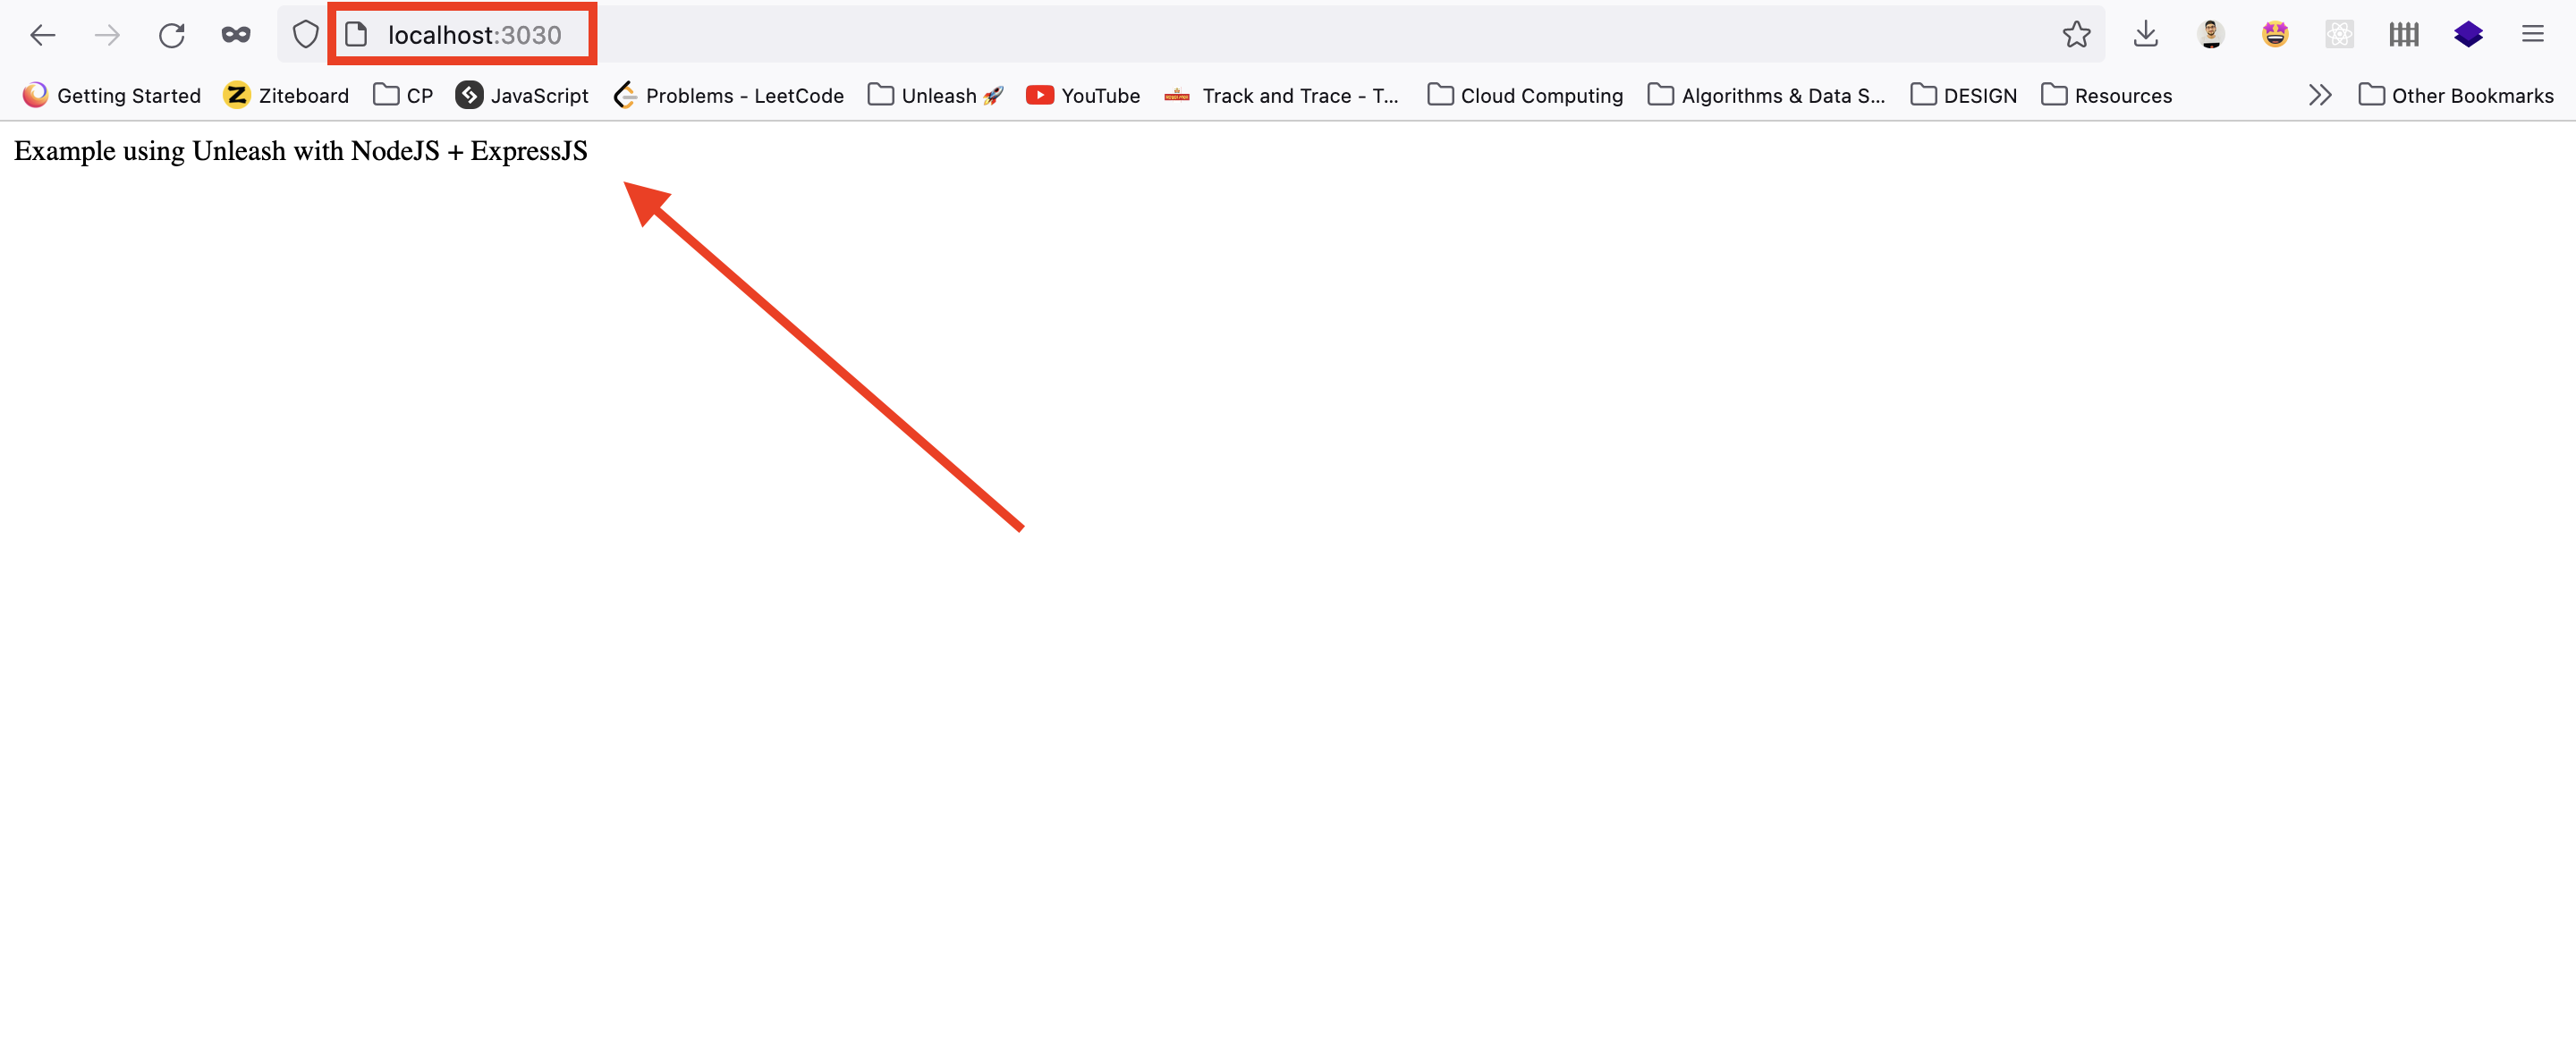 localhost:3030
Getting Started Ziteboard CP JavaScript Problems - LeetCode Unleash 🚀 YouTube Track and Trace - T... Cloud Computing Algorithms & Data S... DESIGN Resources Other Bookmarks
Example using Unleash with NodeJS + ExpressJS